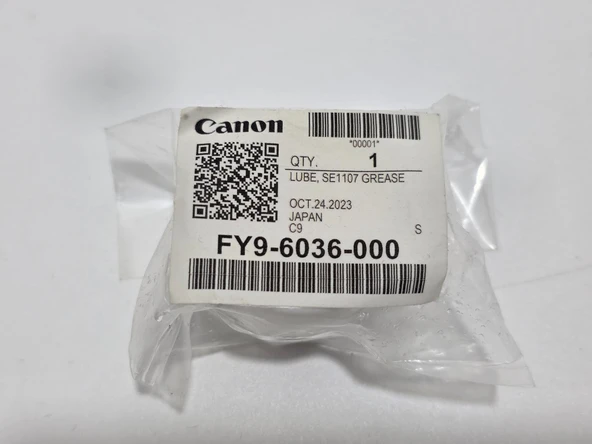 Canon
*00001*
QTY. 1
LUBE, SE1107 GREASE
OCT.24.2023
JAPAN
C9 S
FY9-6036-000